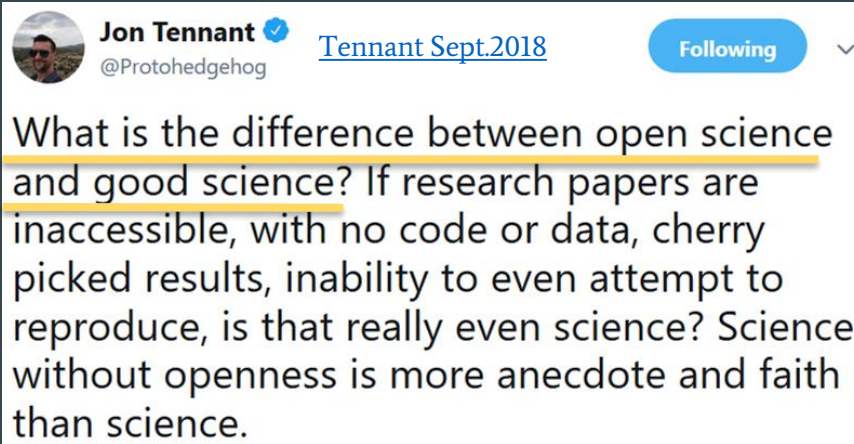 Jon Tennant
@Protohedgehog
Tennant Sept.2018
Following
What is the difference between open science
and good science? If research papers are
inaccessible, with no code or data, cherry
picked results, inability to even attempt to
reproduce, is that really even science? Science
without openness is more anecdote and faith
than science.